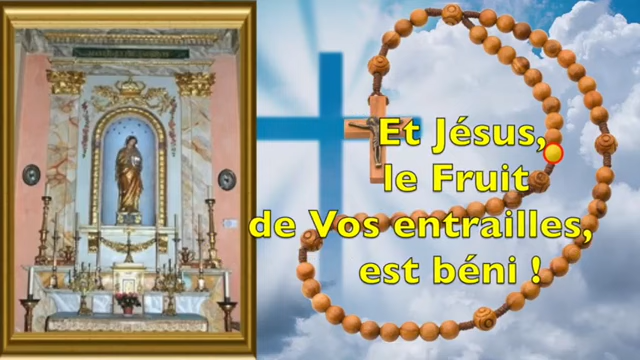 Et Jésus,
le Fruit
de Vos entrailles,
est béni !